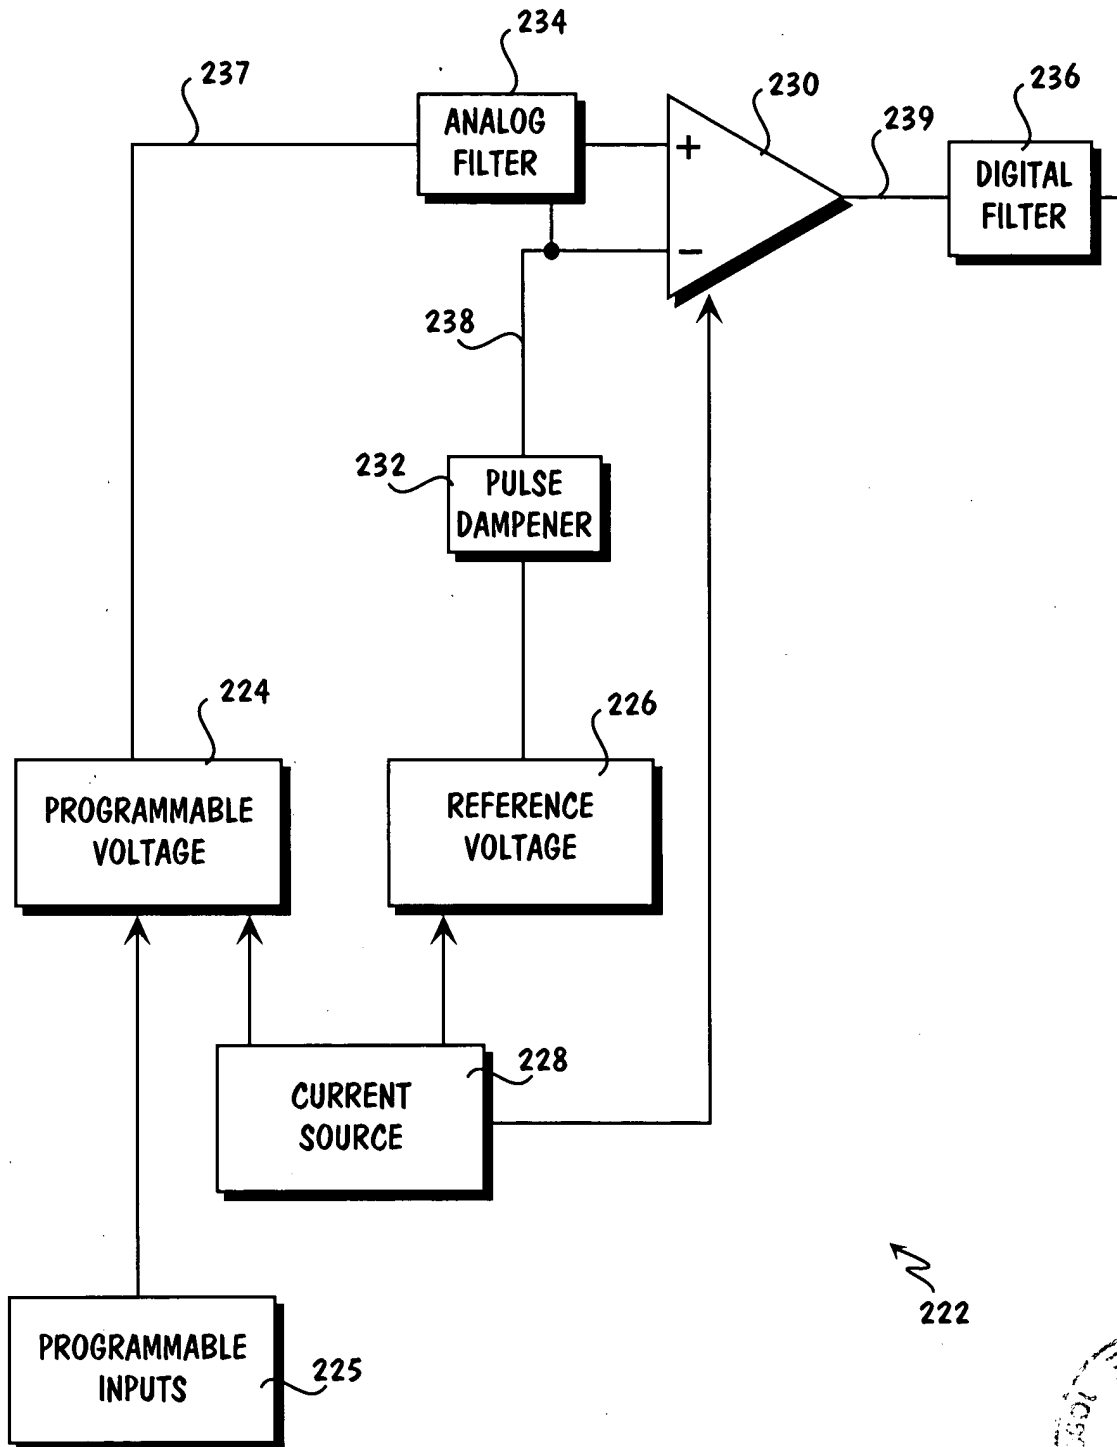 234
237
ANALOG
FILTER
230
236
239
DIGITAL
FILTER
+
−
238
232
PULSE
DAMPENER
224
226
PROGRAMMABLE
VOLTAGE
REFERENCE
VOLTAGE
228
CURRENT
SOURCE
222
PROGRAMMABLE
INPUTS
225